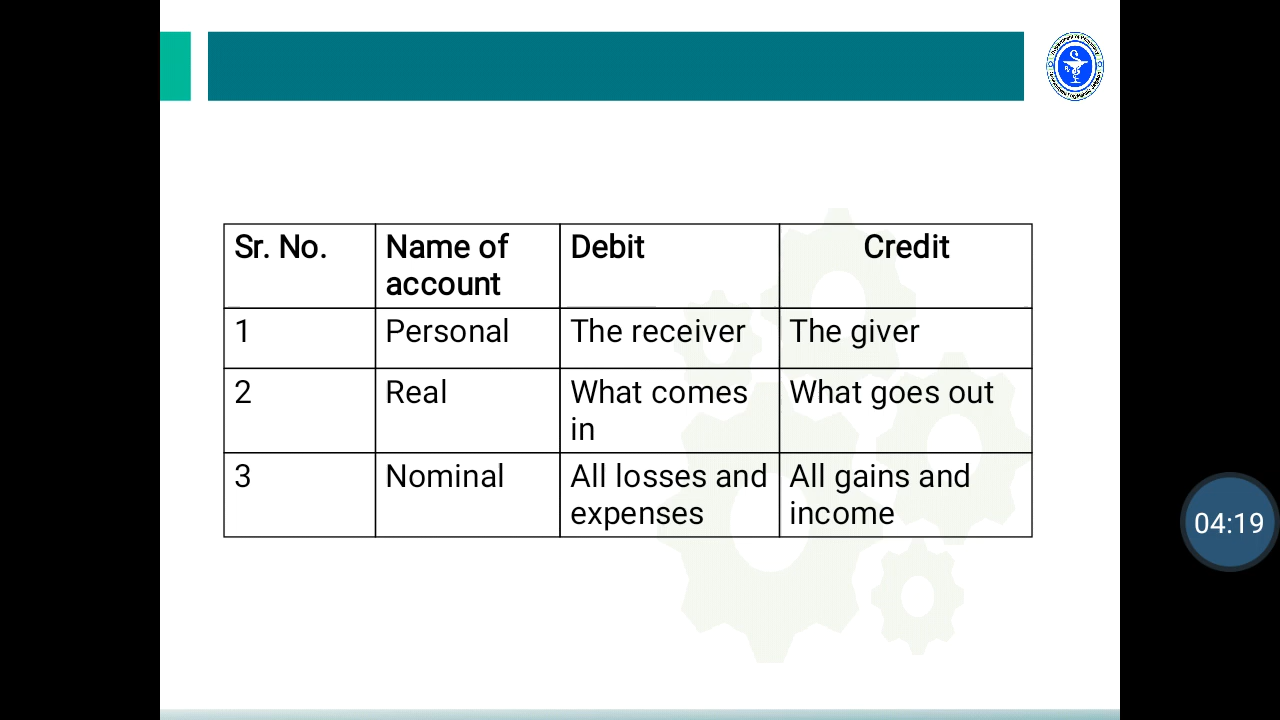 Sr. No.
Name of
account
Debit
Credit
1
Personal
The receiver
The giver
2
Real
What comes
in
What goes out
3
Nominal
All losses and
expenses
All gains and
income
04:19